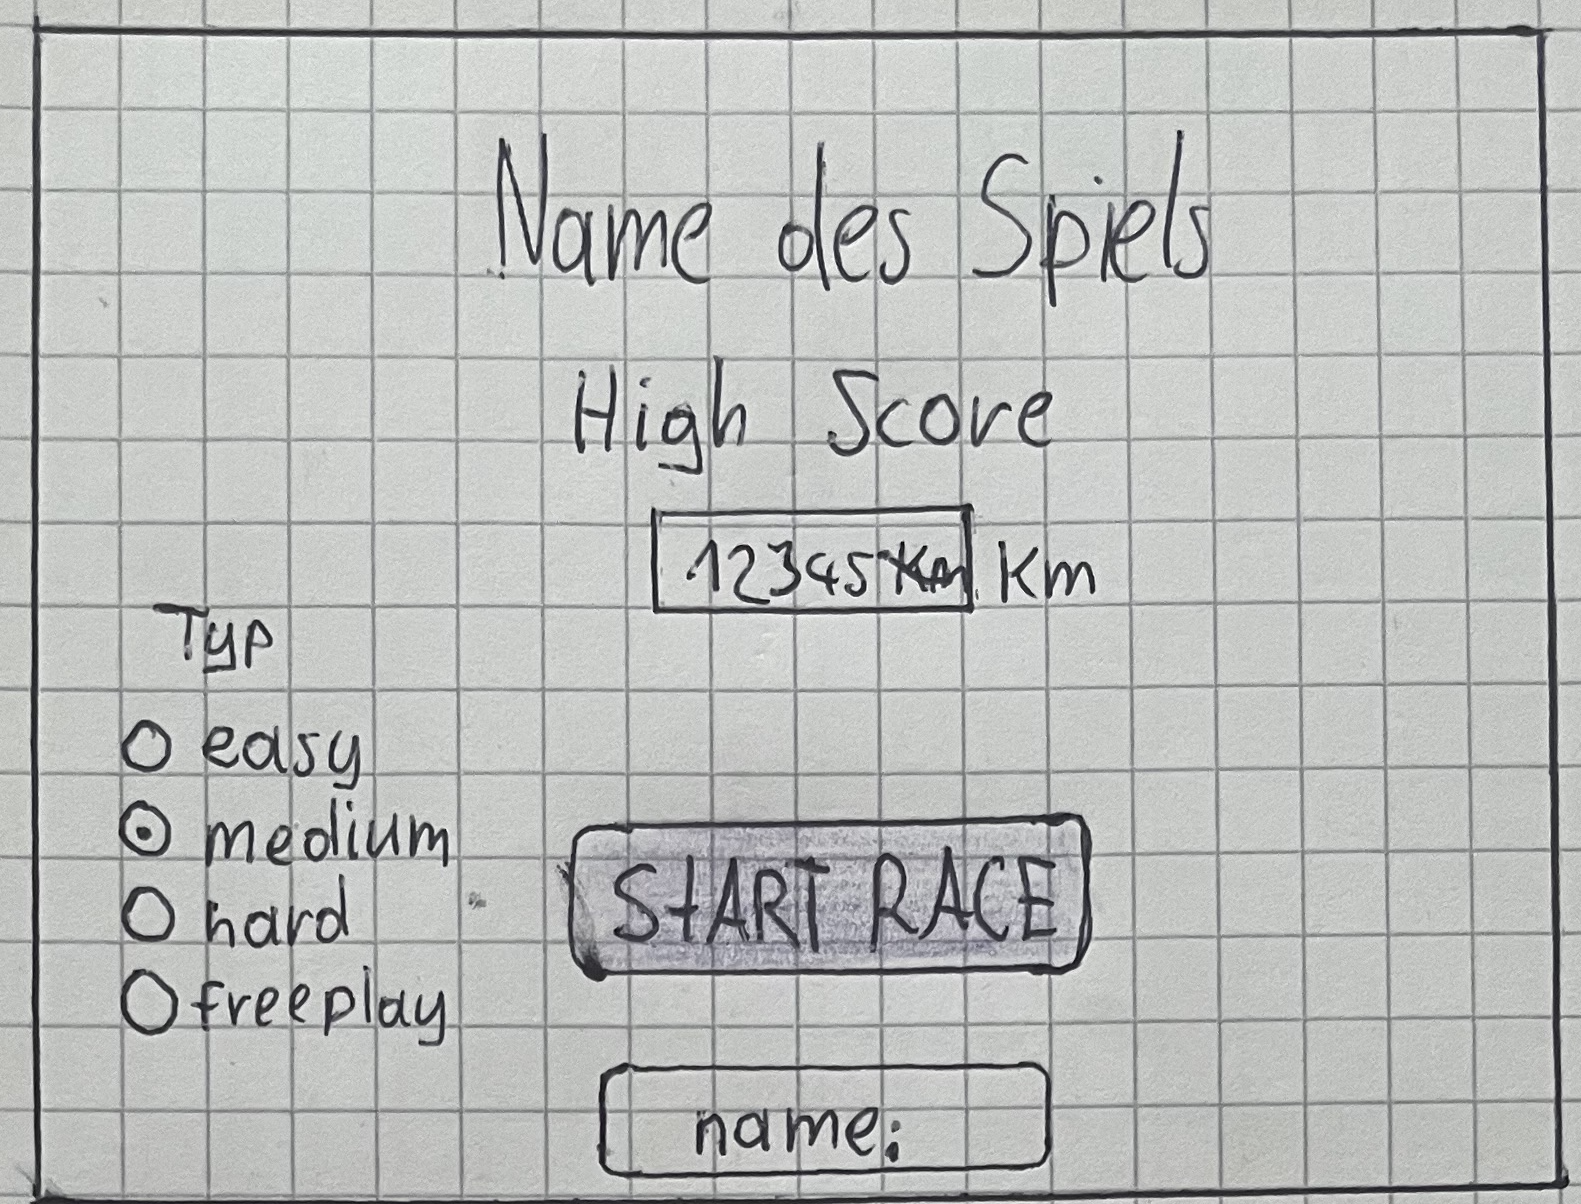 Name des Spiels
High Score
12345 Km Km
Typ
easy
medium
hard
freeplay
START RACE
name: